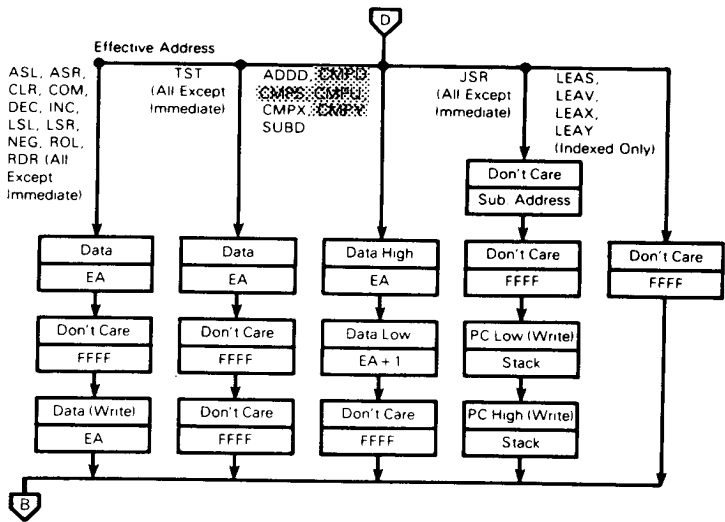 D
Effective Address
ASL, ASR,
CLR, COM,
DEC, INC,
LSL, LSR,
NEG, ROL,
RDR (All
Except
Immediate)
TST
(All Except
Immediate)
ADDD, CMPD
CMPS, CMPU
CMPX, CMPY
SUBD
JSR
(All Except
Immediate)
LEAS,
LEAV,
LEAX,
LEAY
(Indexed Only)
Data
EA
Don't Care
FFFF
Data (Write)
EA
Data
EA
Don't Care
FFFF
Don't Care
FFFF
Data High
EA
Data Low
EA + 1
Don't Care
FFFF
Don't Care
Sub. Address
Don't Care
FFFF
PC Low (Write)
Stack
PC High (Write)
Stack
Don't Care
FFFF
B